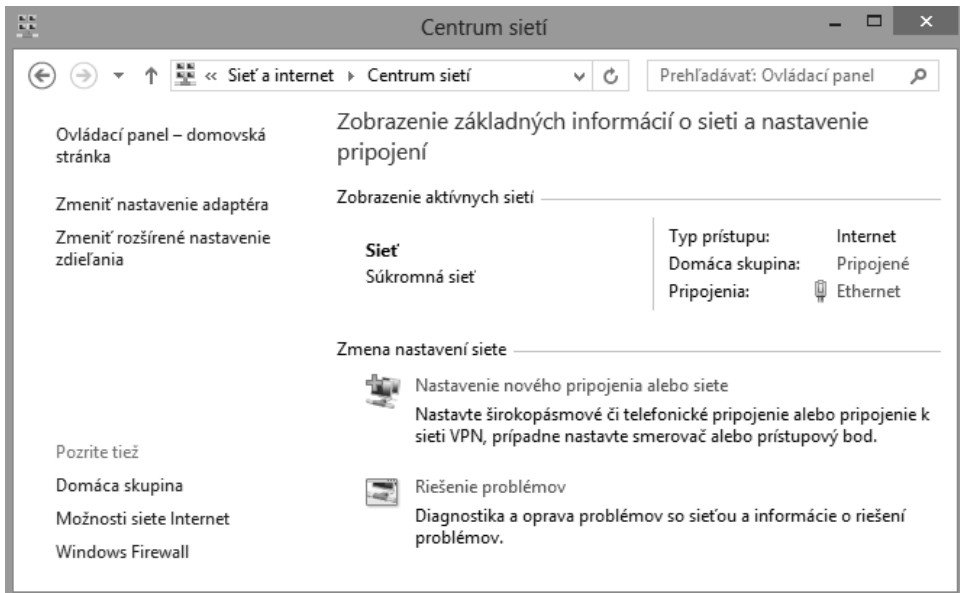 Centrum sietí
« Sieť a internet ▸ Centrum sietí
Prehľadávať: Ovládací panel
Ovládací panel – domovská
stránka
Zmeniť nastavenie adaptéra
Zmeniť rozšírené nastavenie
zdieľania
Pozrite tiež
Domáca skupina
Možnosti siete Internet
Windows Firewall
Zobrazenie základných informácií o sieti a nastavenie
pripojení
Zobrazenie aktívnych sietí
Sieť
Súkromná sieť
Typ prístupu: Internet
Domáca skupina: Pripojené
Pripojenia: Ethernet
Zmena nastavení siete
Nastavenie nového pripojenia alebo siete
Nastavte širokopásmové či telefonické pripojenie alebo pripojenie k
sieti VPN, prípadne nastavte smerovač alebo prístupový bod.
Riešenie problémov
Diagnostika a oprava problémov so sieťou a informácie o riešení
problémov.